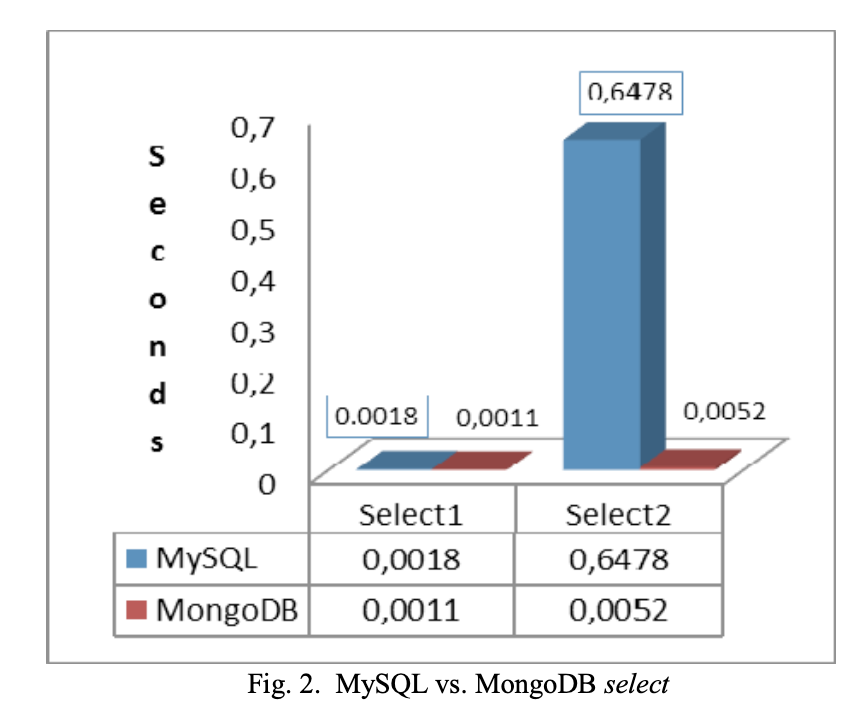 0,6478
0,7
0,6
0,5
0,4
0,3
0,2
0,1
0
Seconds
0.0018
0,0011
0,0052
Select1 Select2
MySQL 0,0018 0,6478
MongoDB 0,0011 0,0052
Fig. 2. MySQL vs. MongoDB select